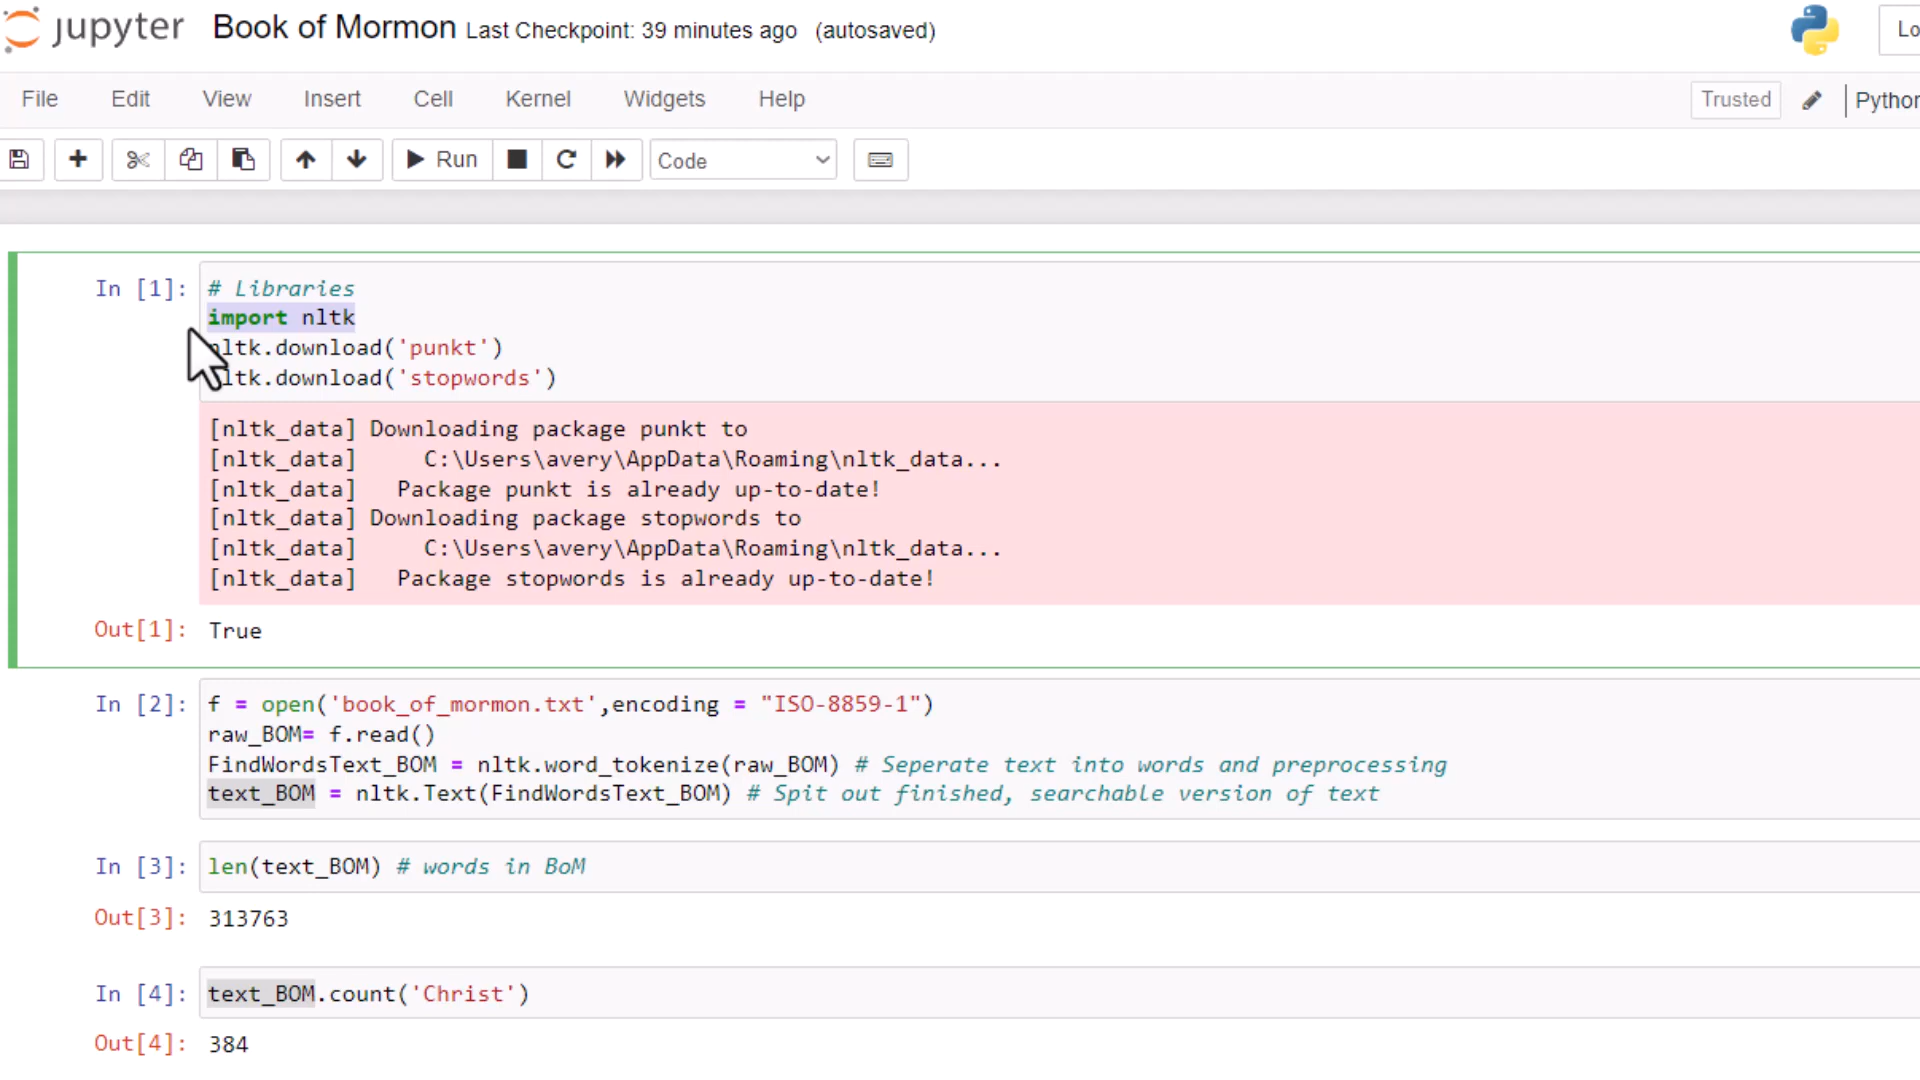 jupyter Book of Mormon Last Checkpoint: 39 minutes ago (autosaved)
Lo
File Edit View Insert Cell Kernel Widgets Help Trusted Python
Run Code
In [1]: # Libraries
import nltk
nltk.download('punkt')
nltk.download('stopwords')
[nltk_data] Downloading package punkt to
[nltk_data]     C:\Users\avery\AppData\Roaming\nltk_data...
[nltk_data]   Package punkt is already up-to-date!
[nltk_data] Downloading package stopwords to
[nltk_data]     C:\Users\avery\AppData\Roaming\nltk_data...
[nltk_data]   Package stopwords is already up-to-date!
Out[1]: True
In [2]: f = open('book_of_mormon.txt',encoding = "ISO-8859-1")
raw_BOM= f.read()
FindWordsText_BOM = nltk.word_tokenize(raw_BOM) # Seperate text into words and preprocessing
text_BOM = nltk.Text(FindWordsText_BOM) # Spit out finished, searchable version of text
In [3]: len(text_BOM) # words in BoM
Out[3]: 313763
In [4]: text_BOM.count('Christ')
Out[4]: 384